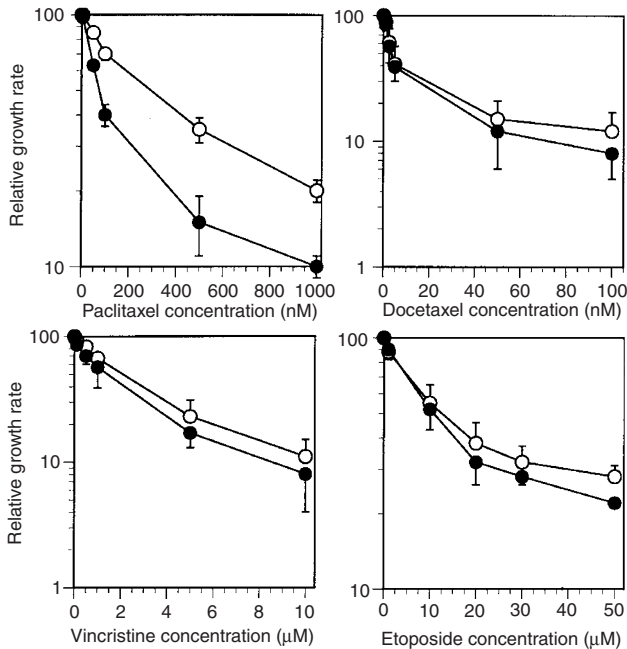 Relative growth rate
100
10
0 200 400 600 800 1000
Paclitaxel concentration (nM)
100
10
1
0 20 40 60 80 100
Docetaxel concentration (nM)
Relative growth rate
100
10
1
0 2 4 6 8 10
Vincristine concentration (μM)
100
10
0 10 20 30 40 50
Etoposide concentration (μM)